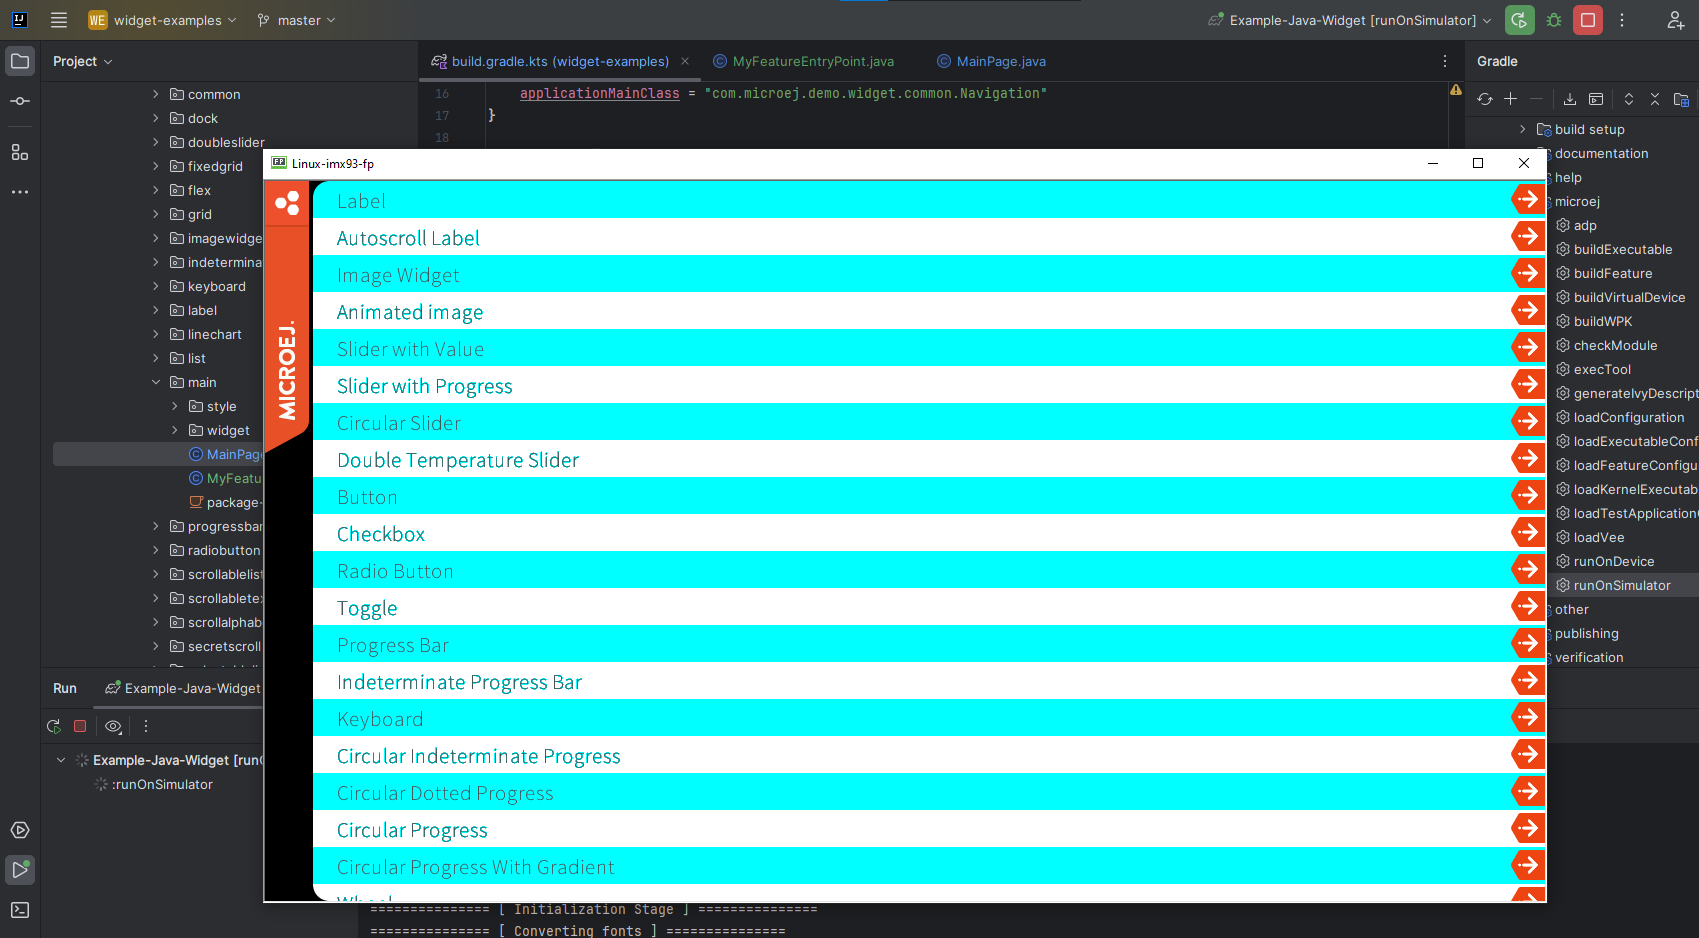 WE widget-examples master Example-Java-Widget [runOnSimulator]
Project
build.gradle.kts (widget-examples) MyFeatureEntryPoint.java MainPage.java
Gradle
16 applicationMainClass = "com.microej.demo.widget.common.Navigation"
17 }
18
common
dock
doubleslider
fixedgrid
flex
grid
imagewidge
indetermina
keyboard
label
linechart
list
main
style
widget
MainPage
MyFeatu
package-
progressbar
radiobutton
scrollablelist
scrollabletex
scrollalphab
secretscroll
Linux-imx93-fp
MICROEJ.
Label
Autoscroll Label
Image Widget
Animated image
Slider with Value
Slider with Progress
Circular Slider
Double Temperature Slider
Button
Checkbox
Radio Button
Toggle
Progress Bar
Indeterminate Progress Bar
Keyboard
Circular Indeterminate Progress
Circular Dotted Progress
Circular Progress
Circular Progress With Gradient
Wheel
build setup
documentation
help
microej
adp
buildExecutable
buildFeature
buildVirtualDevice
buildWPK
checkModule
execTool
generateIvyDescript
loadConfiguration
loadExecutableConf
loadFeatureConfigu
loadKernelExecutab
loadTestApplication
loadVee
runOnDevice
runOnSimulator
other
publishing
verification
Run Example-Java-Widget
Example-Java-Widget [runO
:runOnSimulator
=============== [ Initialization Stage ] ===============
=============== [ Converting fonts ] ===============